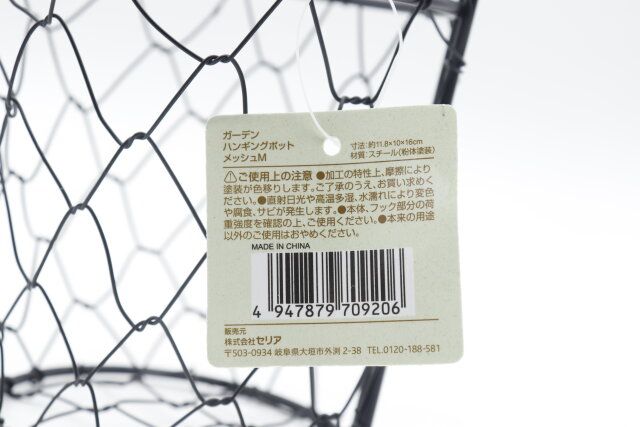 ガーデン
ハンギングポット
メッシュM
寸法:約11.8×10×16cm
材質:スチール(粉体塗装)
⚠ご使用上の注意 ●加工の特性上、摩擦により
塗装が色移りします。ご了承のうえ、お買い求めく
ださい。●直射日光や高温多湿、水濡れにより変色
や腐食、サビが発生します。●本体、フック部分の荷
重強度を確認の上、ご使用ください。●本来の用途
以外のご使用はおやめください。
MADE IN CHINA
4 947879 709206
販売元
株式会社セリア
〒503-0934 岐阜県大垣市外渕 2-38 TEL.0120-188-581